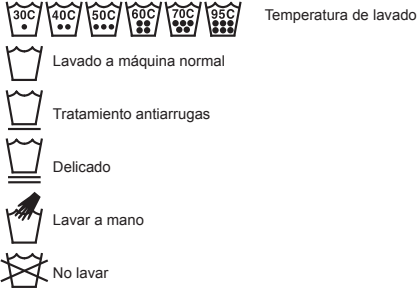 30C 40C 50C 60C 70C 95C Temperatura de lavado
Lavado a máquina normal
Tratamiento antiarrugas
Delicado
Lavar a mano
No lavar